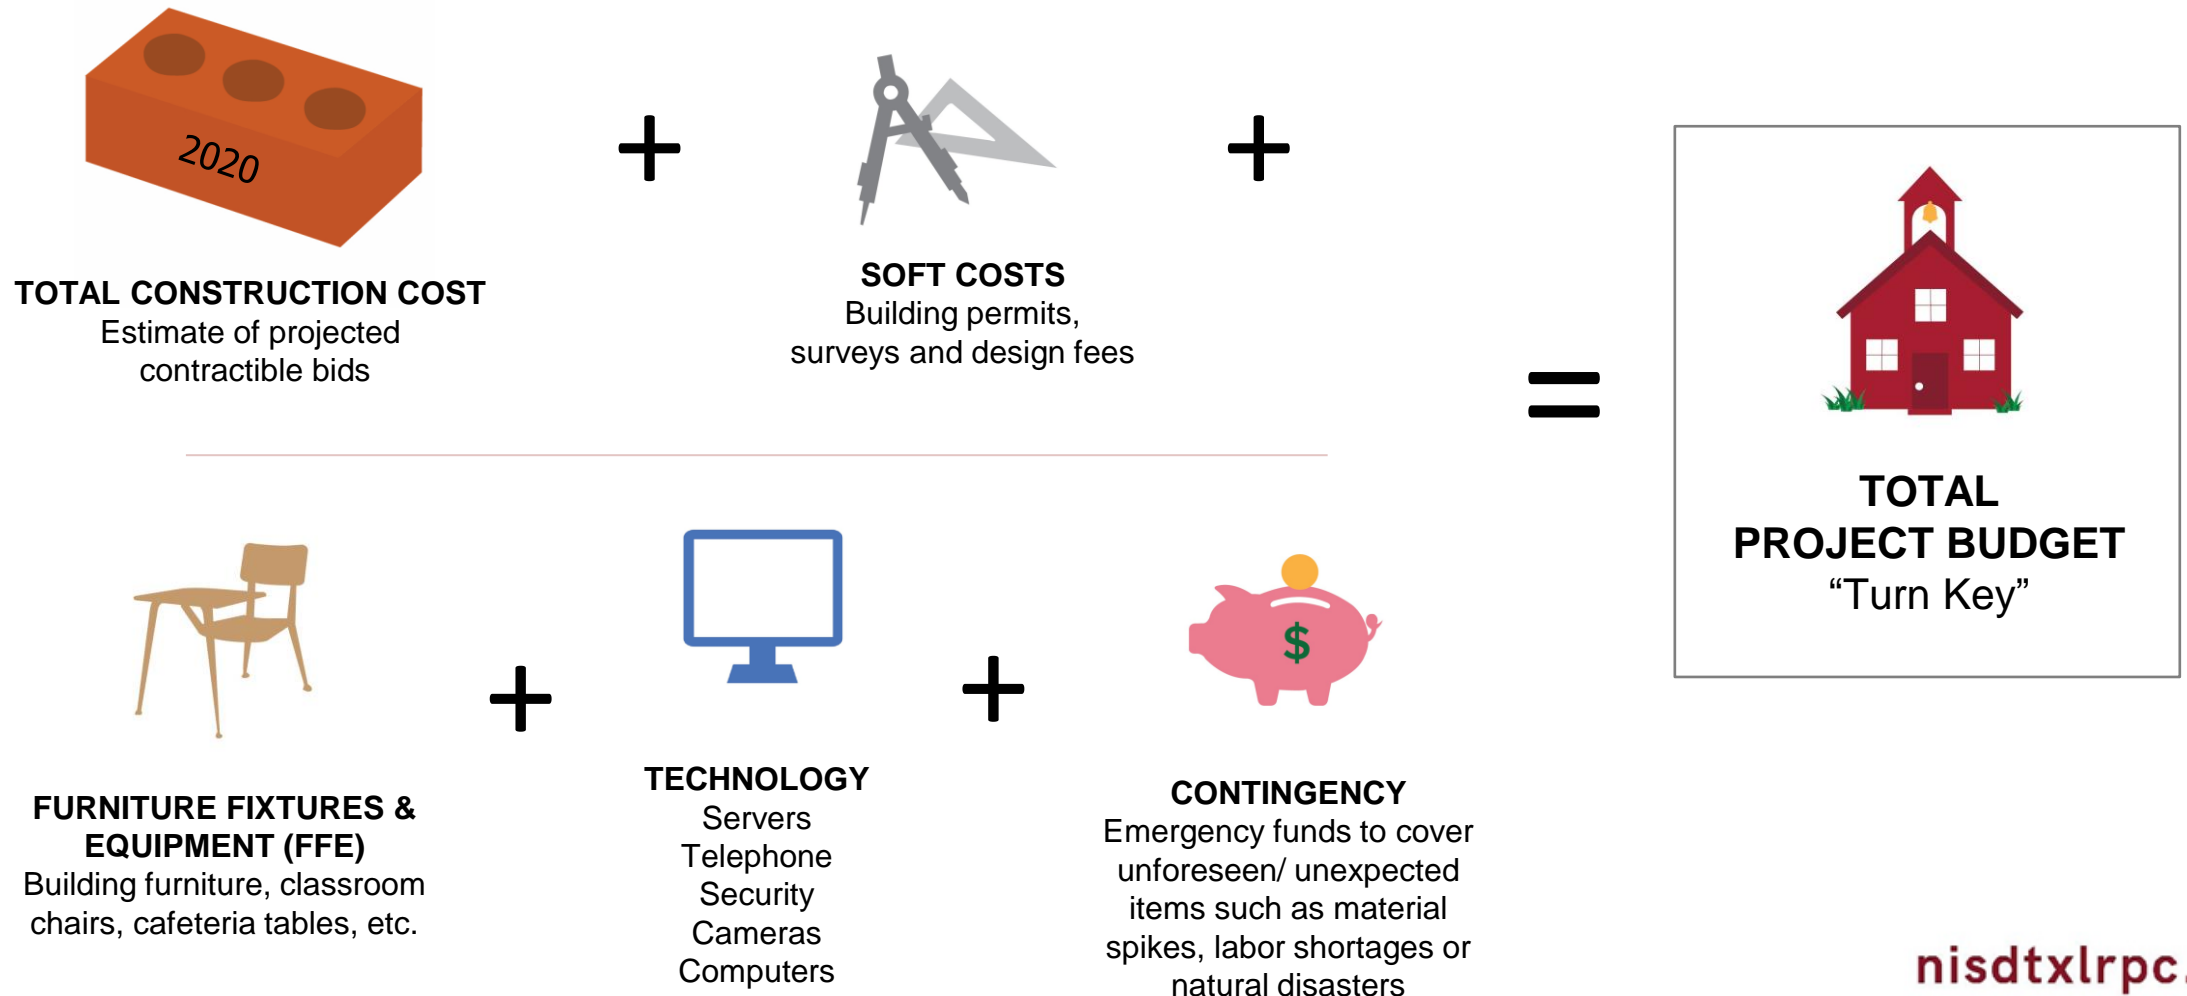 2020
+
+
TOTAL CONSTRUCTION COST
Estimate of projected
contractible bids
SOFT COSTS
Building permits,
surveys and design fees
=
TOTAL
PROJECT BUDGET
“Turn Key”
+
+
$
FURNITURE FIXTURES &
EQUIPMENT (FFE)
Building furniture, classroom
chairs, cafeteria tables, etc.
TECHNOLOGY
Servers
Telephone
Security
Cameras
Computers
CONTINGENCY
Emergency funds to cover
unforeseen/ unexpected
items such as material
spikes, labor shortages or
natural disasters
nisdtxlrpc.